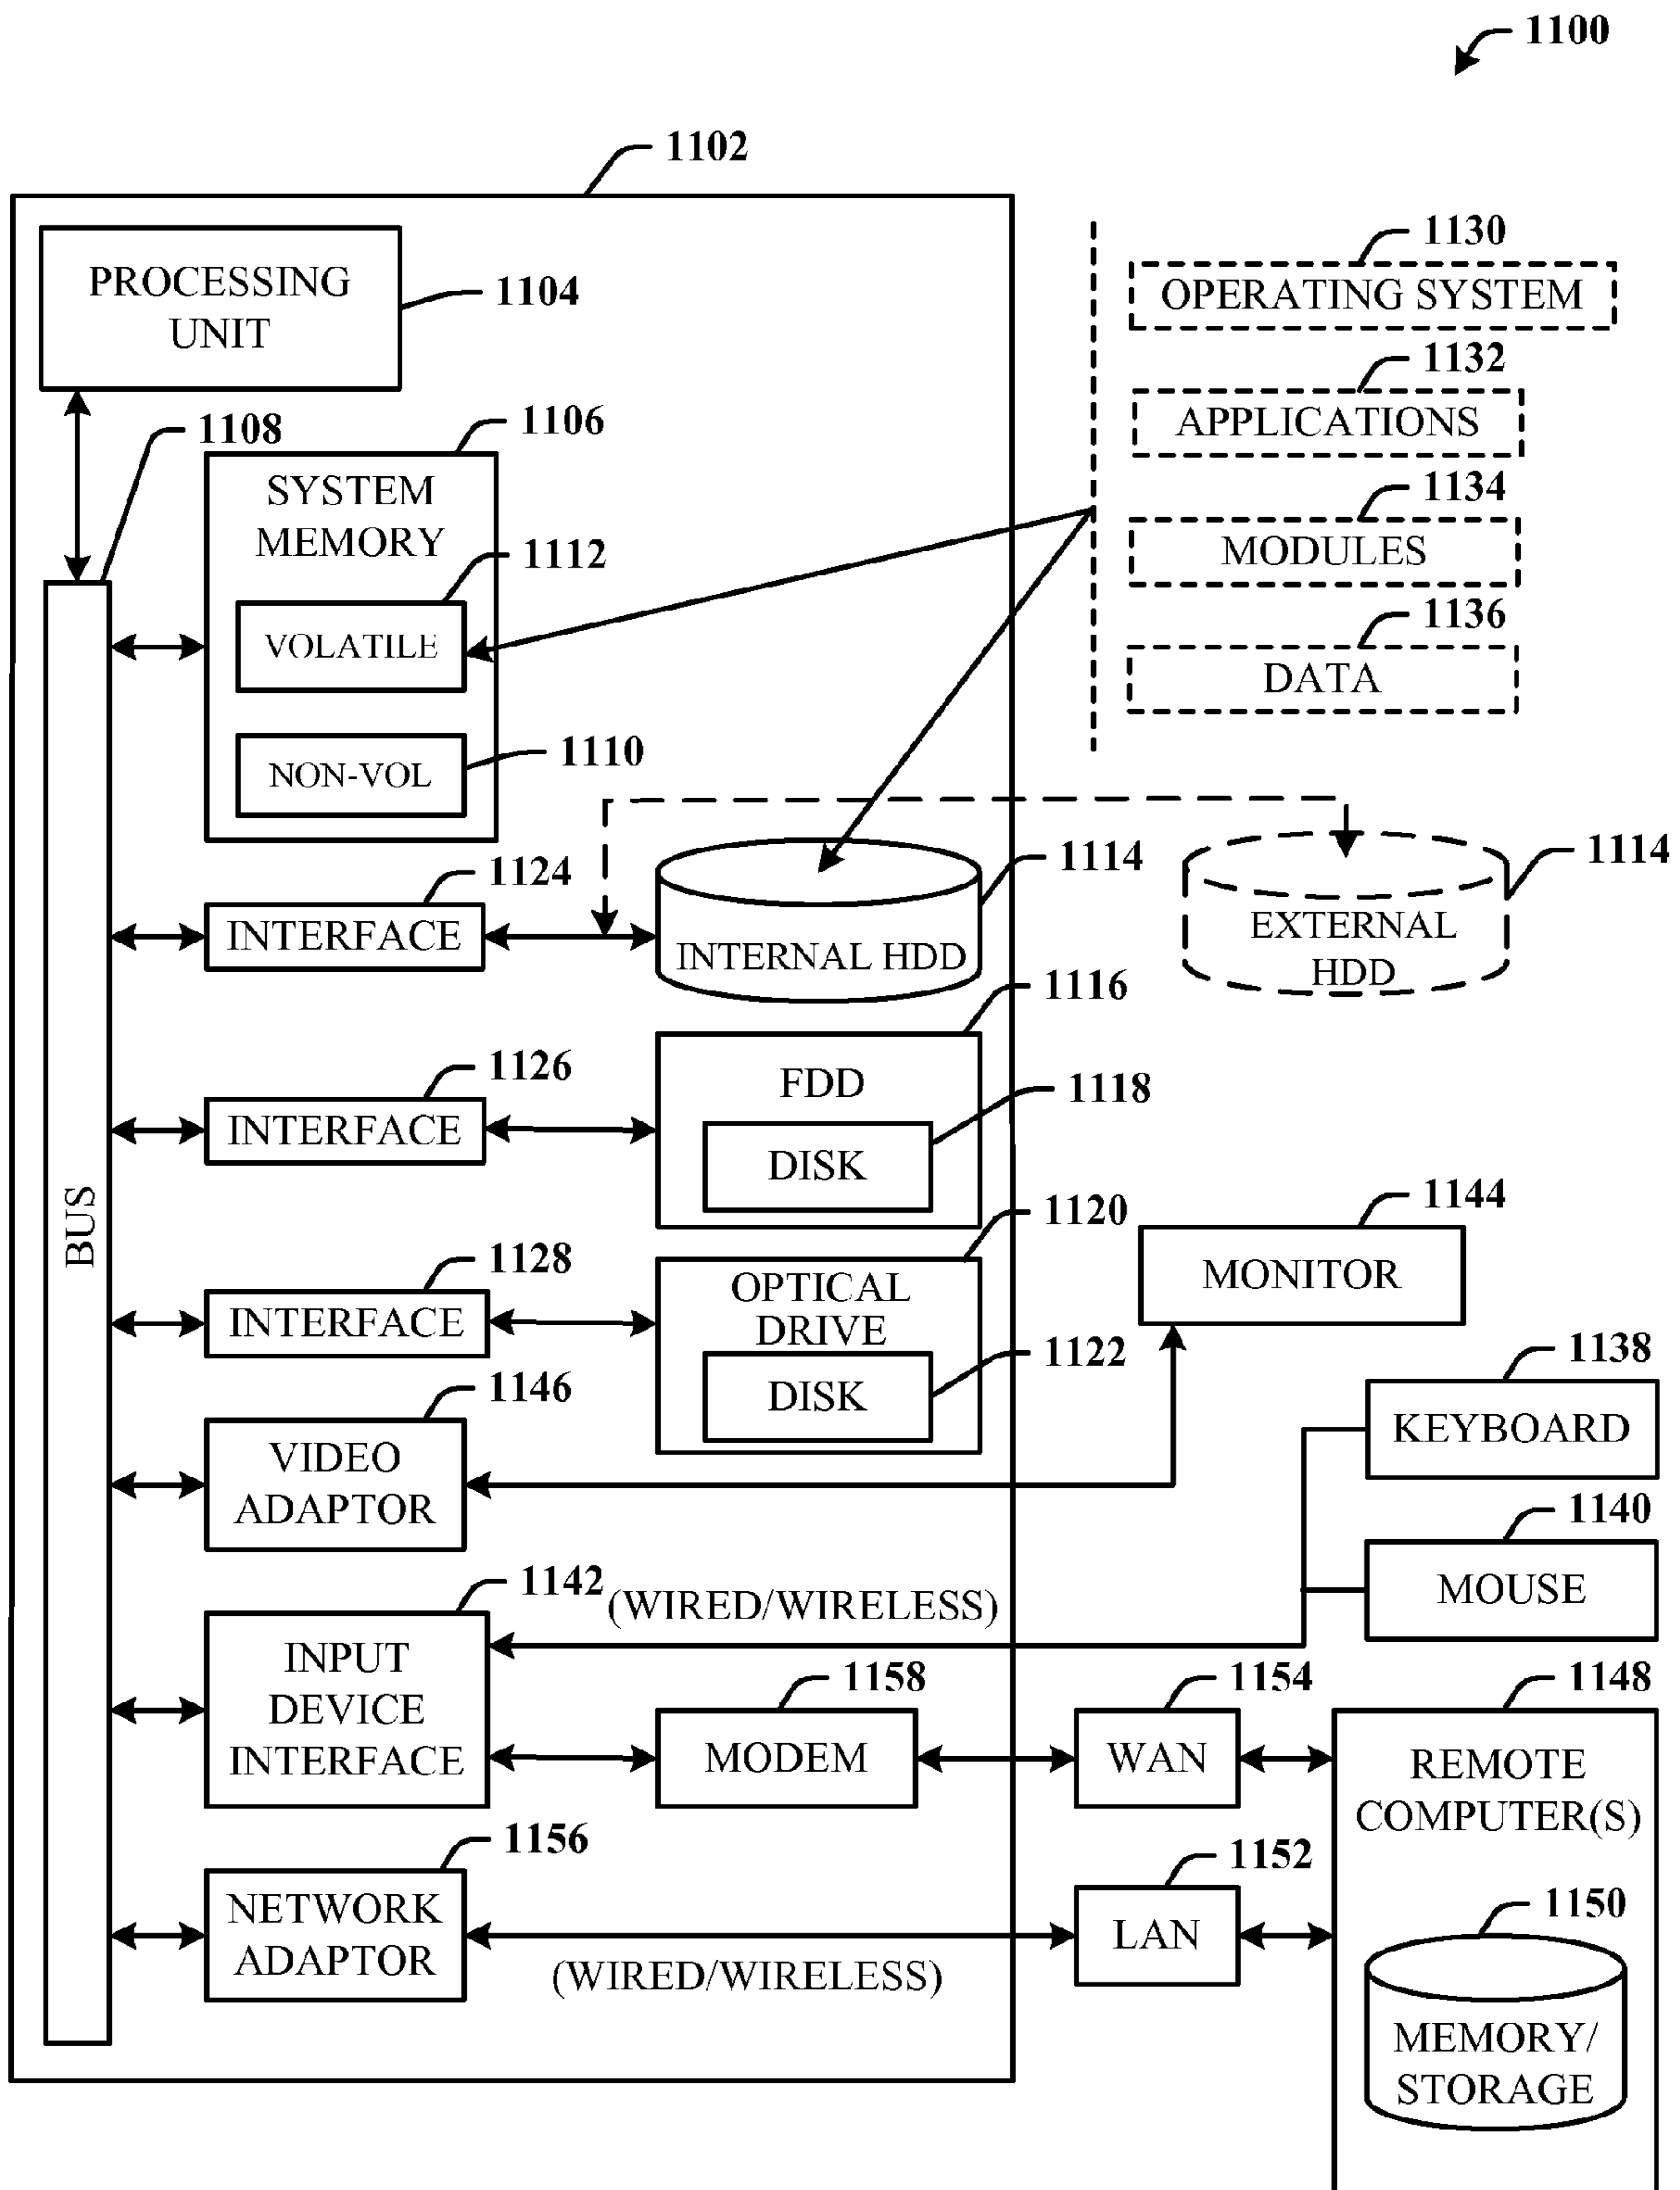 1100
1102
PROCESSING
UNIT
1104
1130
OPERATING SYSTEM
1132
APPLICATIONS
1134
MODULES
1136
DATA
1106
1108
SYSTEM
MEMORY
1112
VOLATILE
1110
NON-VOL
1124
INTERFACE
1114
INTERNAL HDD
1114
EXTERNAL
HDD
1116
FDD
1126
INTERFACE
1118
DISK
BUS
1120
1144
MONITOR
1128
INTERFACE
OPTICAL
DRIVE
1122
DISK
1138
KEYBOARD
1146
VIDEO
ADAPTOR
1140
MOUSE
1142
(WIRED/WIRELESS)
INPUT
DEVICE
INTERFACE
1158
MODEM
1154
WAN
1148
REMOTE
COMPUTER(S)
1156
NETWORK
ADAPTOR
(WIRED/WIRELESS)
1152
LAN
1150
MEMORY/
STORAGE